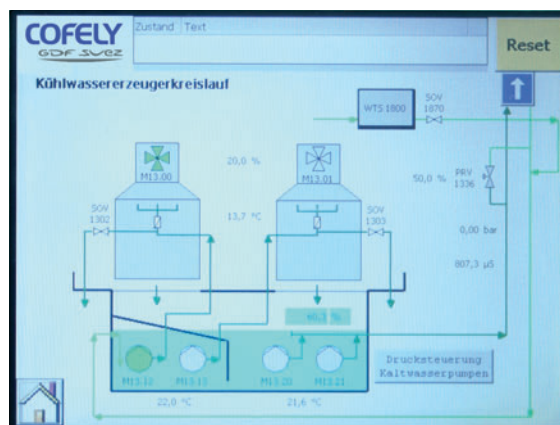 COFELY
GDF SUEZ
Zustand Text
Reset
Kühlwassererzeugerkreislauf
WTS 1800
SOV
1870
M13.00
20,0 %
M13.01
50,0 %
PRV
1336
SOV
1302
13,7 °C
SOV
1303
0,00 bar
807,3 µS
%
M13.12
M13.13
M13.20
M13.21
Drucksteuerung
Kaltwasserpumpen
22,0 °C
21,6 °C